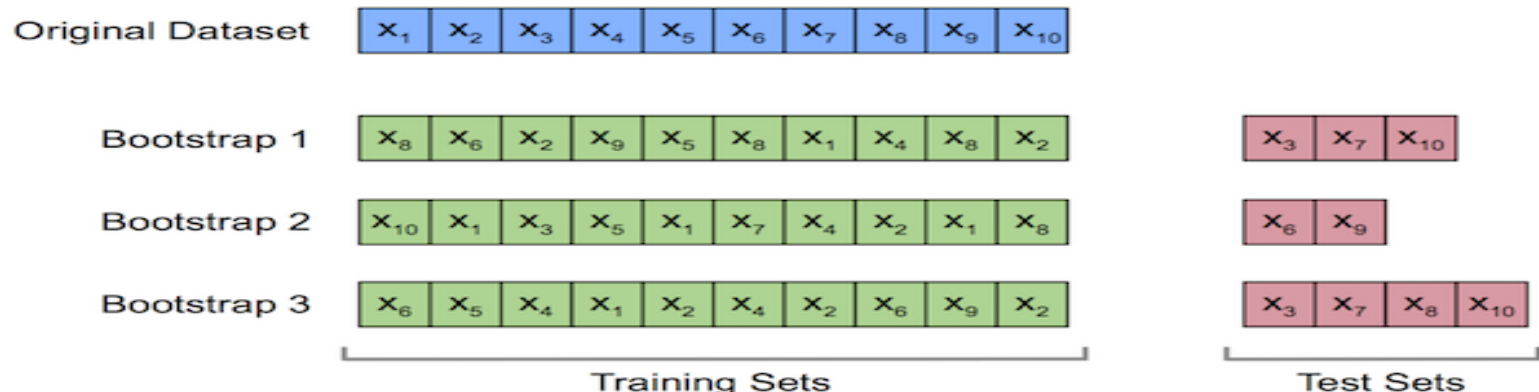 Original Dataset x₁ x₂ x₃ x₄ x₅ x₆ x₇ x₈ x₉ x₁₀
Bootstrap 1 x₈ x₆ x₂ x₉ x₅ x₈ x₁ x₄ x₈ x₂ x₃ x₇ x₁₀
Bootstrap 2 x₁₀ x₁ x₃ x₅ x₁ x₇ x₄ x₂ x₁ x₈ x₆ x₉
Bootstrap 3 x₆ x₅ x₄ x₁ x₂ x₄ x₂ x₆ x₉ x₂ x₃ x₇ x₈ x₁₀
Training Sets Test Sets